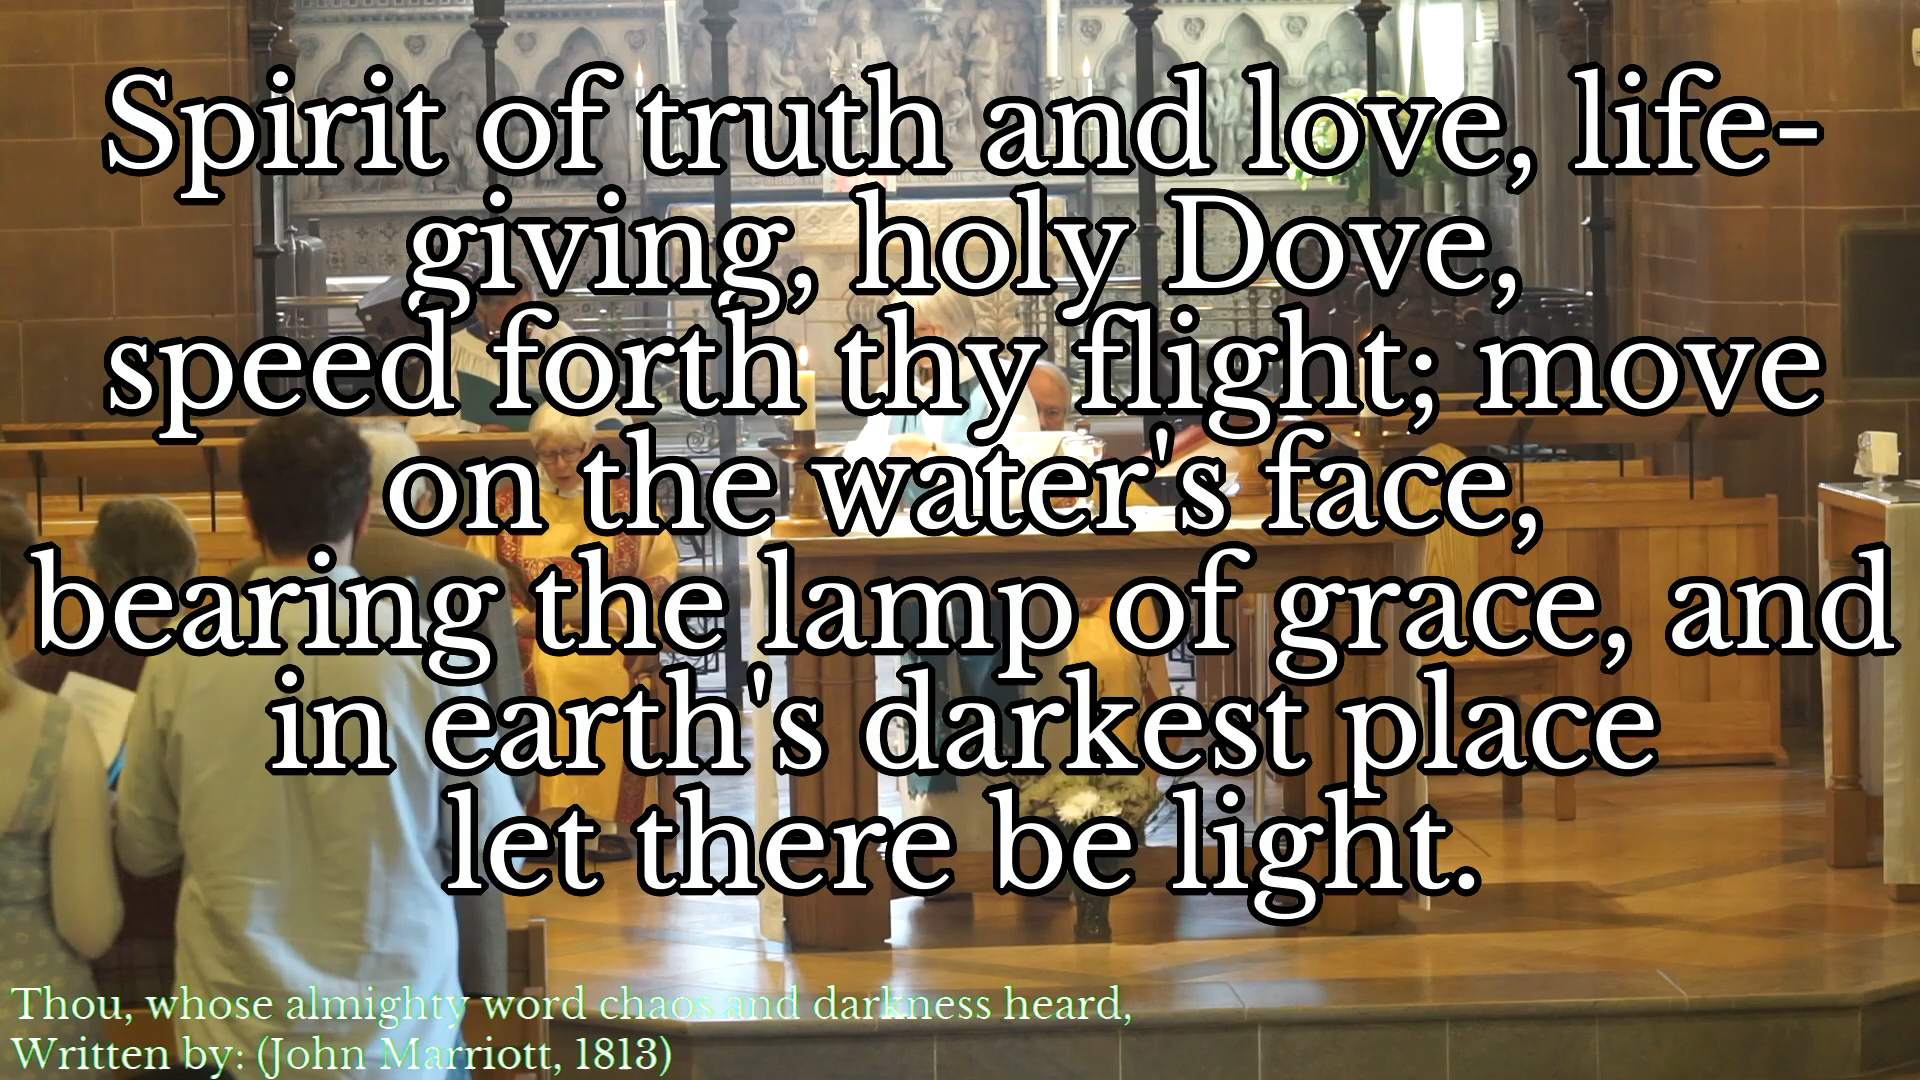 Spirit of truth and love, life-
giving, holy Dove,
speed forth thy flight; move
on the water's face,
bearing the lamp of grace, and
in earth's darkest place
let there be light.
Thou, whose almighty word chaos and darkness heard,
Written by: (John Marriott, 1813)